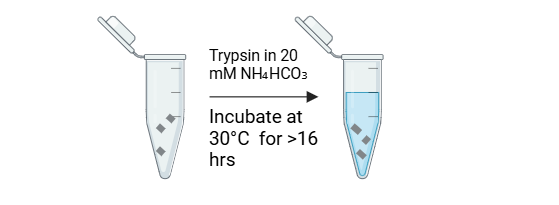 Trypsin in 20
mM NH₄HCO₃
Incubate at
30°C for >16
hrs